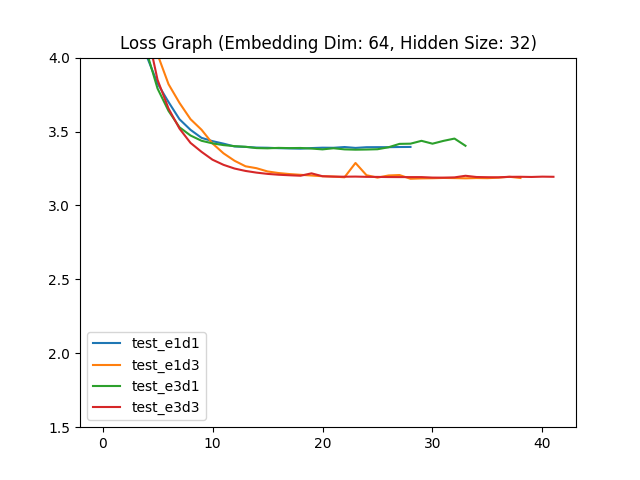 Loss Graph (Embedding Dim: 64, Hidden Size: 32)
4.0
3.5
3.0
2.5
2.0
1.5
test_e1d1
test_e1d3
test_e3d1
test_e3d3
0 10 20 30 40